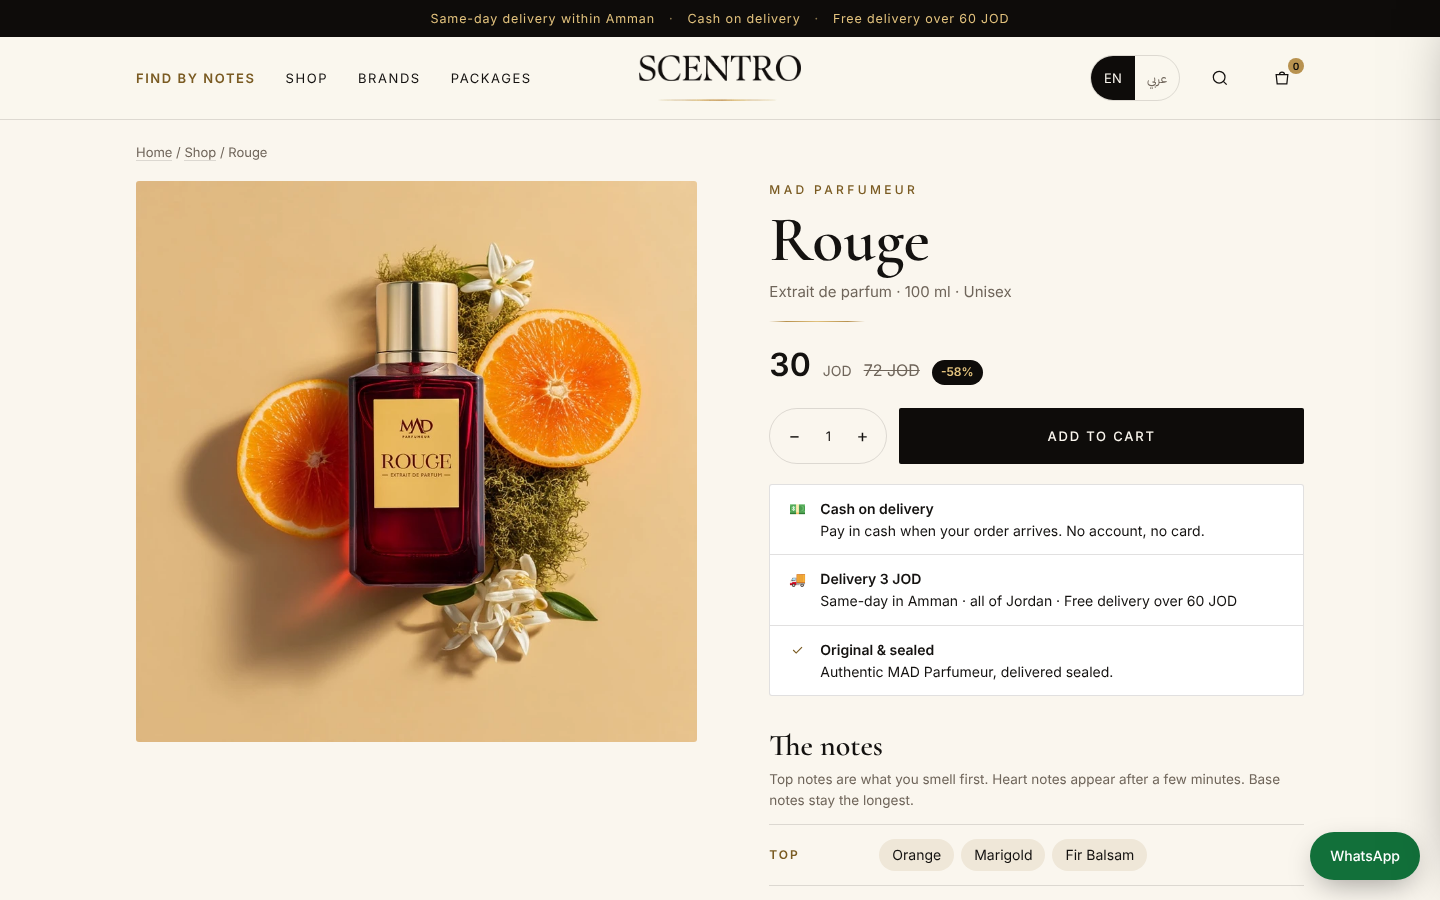 Same-day delivery within Amman · Cash on delivery · Free delivery over 60 JOD
FIND BY NOTES SHOP BRANDS PACKAGES
SCENTRO
EN عربي
0
Home / Shop / Rouge
MAD
PARFUMEUR
ROUGE
EXTRAIT DE PARFUM
MAD PARFUMEUR
Rouge
Extrait de parfum · 100 ml · Unisex
30 JOD 72 JOD -58%
− 1 + ADD TO CART
Cash on delivery
Pay in cash when your order arrives. No account, no card.
Delivery 3 JOD
Same-day in Amman · all of Jordan · Free delivery over 60 JOD
Original & sealed
Authentic MAD Parfumeur, delivered sealed.
The notes
Top notes are what you smell first. Heart notes appear after a few minutes. Base
notes stay the longest.
TOP Orange Marigold Fir Balsam
WhatsApp